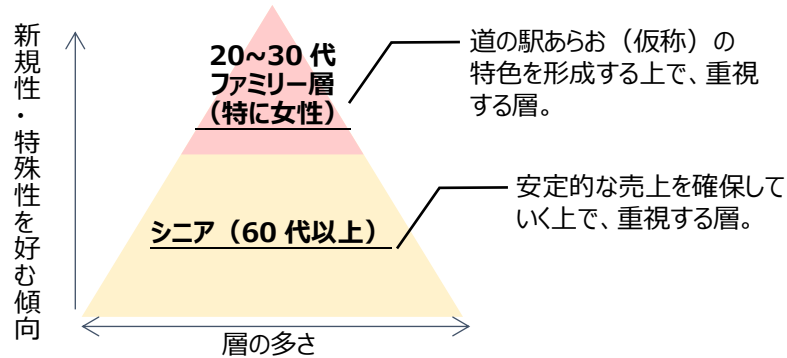 新規性・特殊性を好む傾向
20~30 代
ファミリー層
（特に女性）
道の駅あらお（仮称）の
特色を形成する上で、重視
する層。
シニア（60 代以上）
安定的な売上を確保して
いく上で、重視する層。
層の多さ